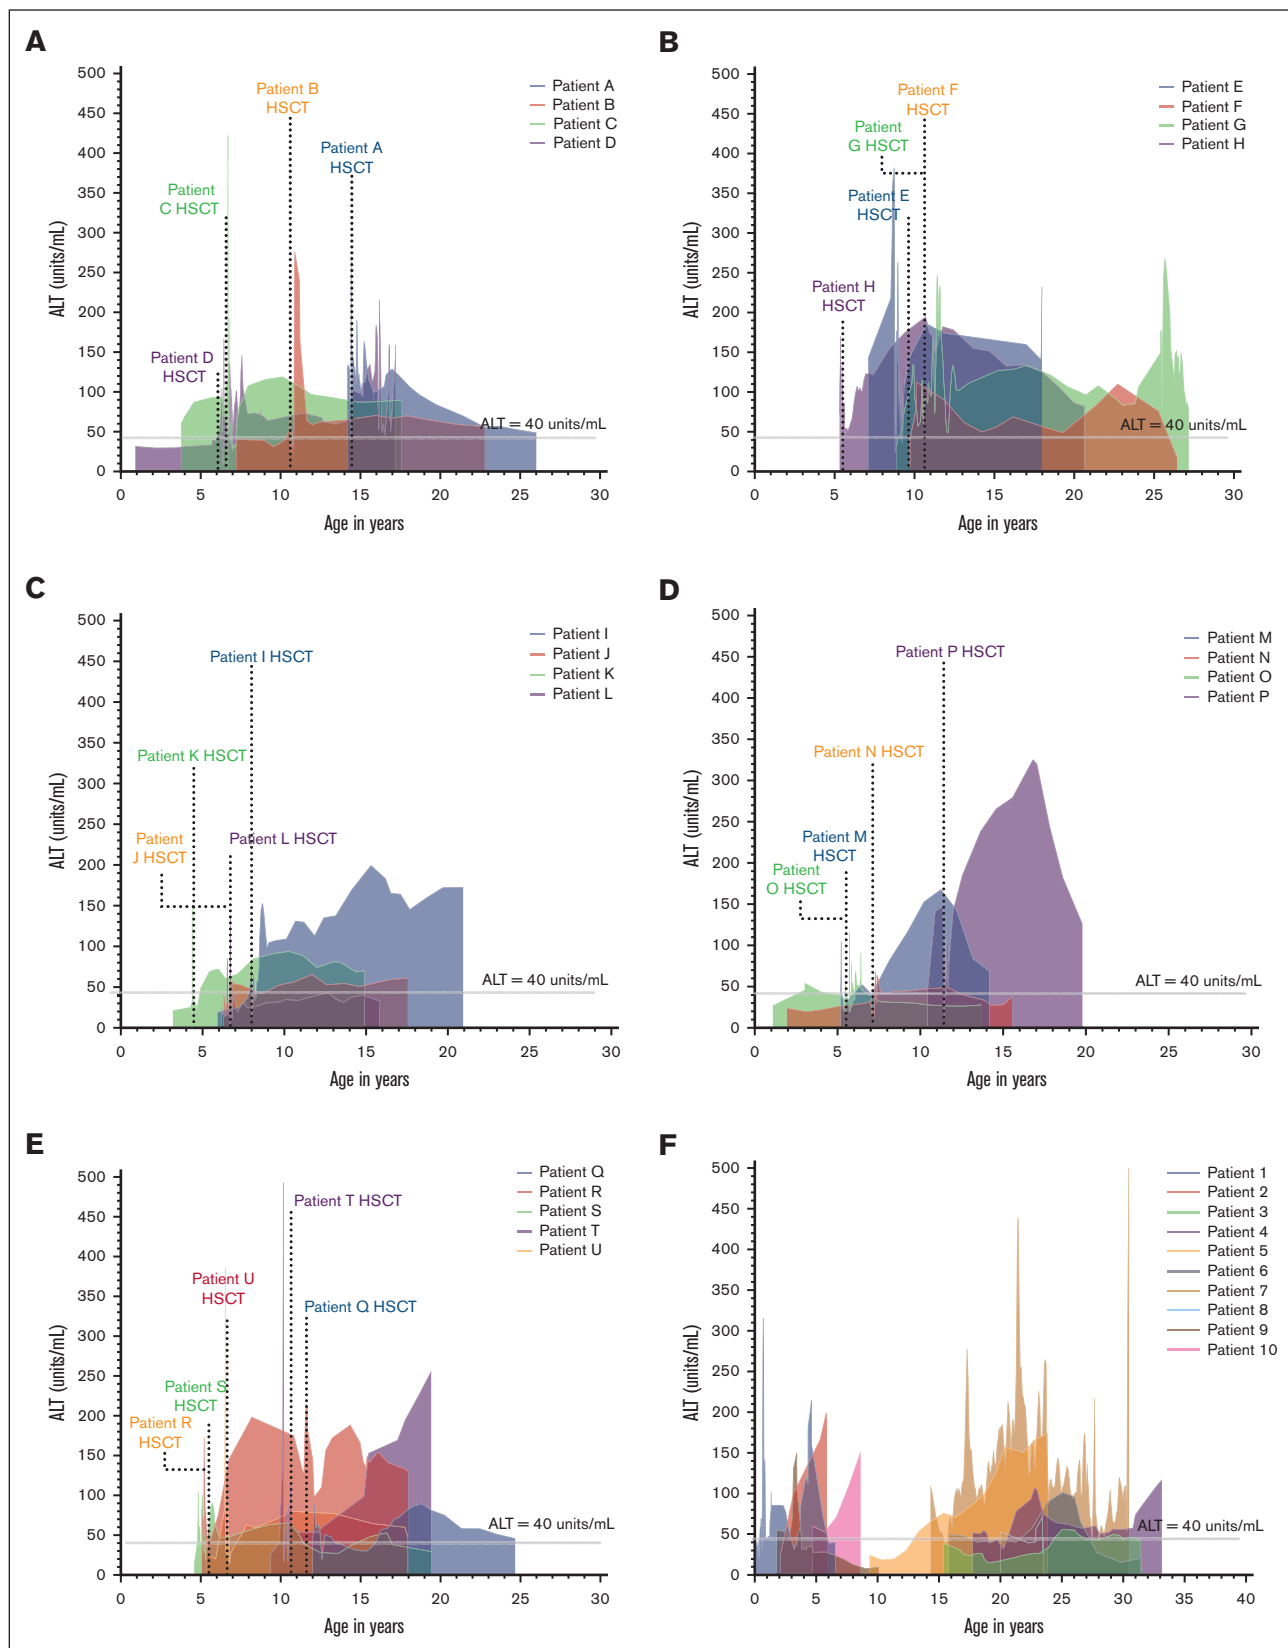 A
500
450
400
350
300
250
200
150
100
50
0
ALT (units/mL)
Patient B
HSCT
Patient A
HSCT
Patient
C HSCT
Patient D
HSCT
Patient A
Patient B
Patient C
Patient D
ALT = 40 units/mL
0 5 10 15 20 25 30
Age in years
B
500
450
400
350
300
250
200
150
100
50
0
ALT (units/mL)
Patient F
HSCT
Patient
G HSCT
Patient E
HSCT
Patient H
HSCT
Patient E
Patient F
Patient G
Patient H
ALT = 40 units/mL
0 5 10 15 20 25 30
Age in years
C
500
450
400
350
300
250
200
150
100
50
0
ALT (units/mL)
Patient I HSCT
Patient K HSCT
Patient
J HSCT
Patient L HSCT
Patient I
Patient J
Patient K
Patient L
ALT = 40 units/mL
0 5 10 15 20 25 30
Age in years
D
500
450
400
350
300
250
200
150
100
50
0
ALT (units/mL)
Patient P HSCT
Patient N HSCT
Patient M
HSCT
Patient
O HSCT
Patient M
Patient N
Patient O
Patient P
ALT = 40 units/mL
0 5 10 15 20 25 30
Age in years
E
500
450
400
350
300
250
200
150
100
50
0
ALT (units/mL)
Patient T HSCT
Patient U
HSCT
Patient Q HSCT
Patient S
HSCT
Patient R
HSCT
Patient Q
Patient R
Patient S
Patient T
Patient U
ALT = 40 units/mL
0 5 10 15 20 25 30
Age in years
F
500
450
400
350
300
250
200
150
100
50
0
ALT (units/mL)
Patient 1
Patient 2
Patient 3
Patient 4
Patient 5
Patient 6
Patient 7
Patient 8
Patient 9
Patient 10
ALT = 40 units/mL
0 5 10 15 20 25 30 35 40
Age in years